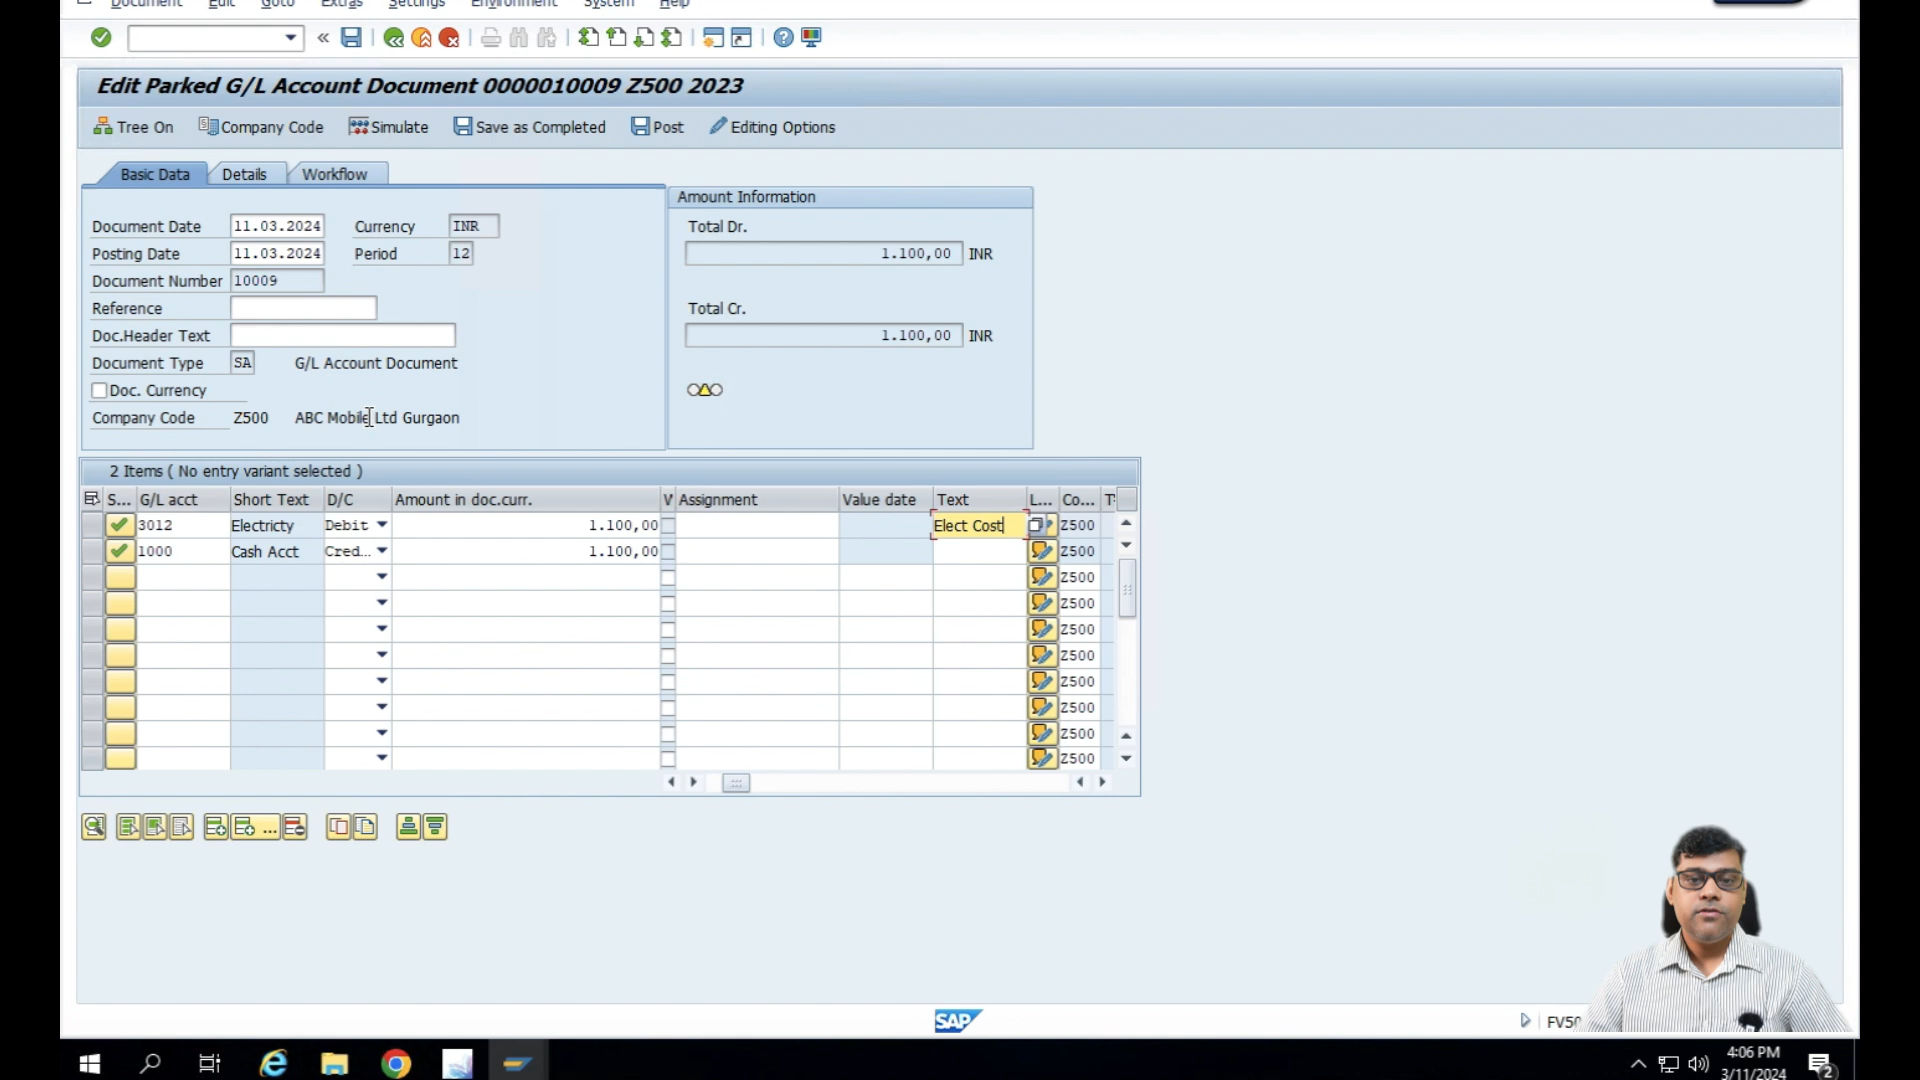 Document Edit Goto Extras Settings Environment System Help
Edit Parked G/L Account Document 0000010009 Z500 2023
Tree On Company Code Simulate Save as Completed Post Editing Options
Basic Data Details Workflow
Amount Information
Document Date 11.03.2024 Currency INR
Total Dr.
Posting Date 11.03.2024 Period 12
1.100,00 INR
Document Number 10009
Reference
Total Cr.
Doc.Header Text
1.100,00 INR
Document Type SA G/L Account Document
Doc. Currency
Company Code Z500 ABC Mobile Ltd Gurgaon
2 Items ( No entry variant selected )
S... G/L acct Short Text D/C Amount in doc.curr. V Assignment Value date Text L... Co... T
3012 Electricty Debit 1.100,00 Elect Cost Z500
1000 Cash Acct Cred... 1.100,00 Z500
Z500
Z500
Z500
Z500
Z500
Z500
Z500
Z500
SAP
FV50
4:06 PM
3/11/2024
2